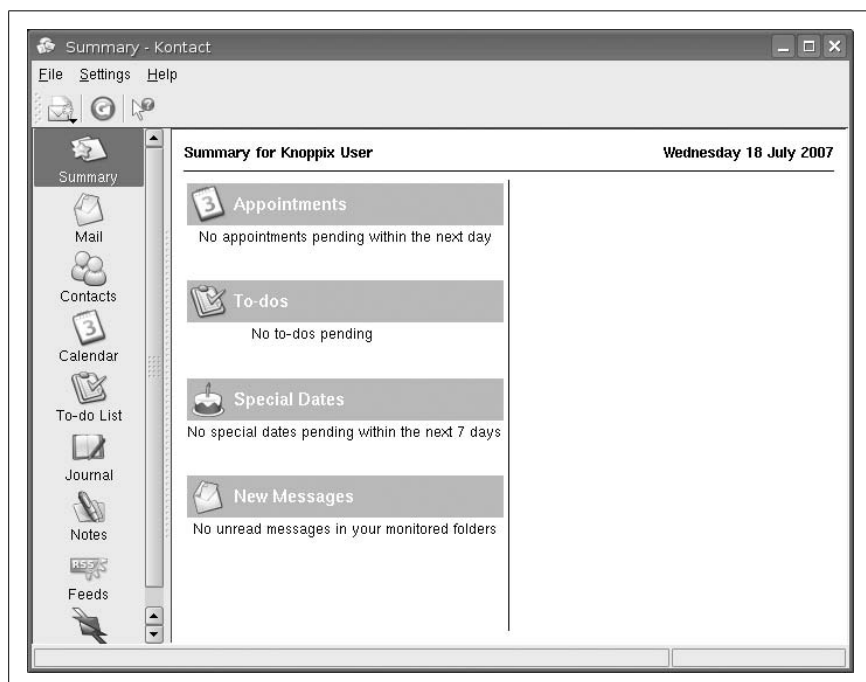 Summary - Kontact
File Settings Help
Summary
Mail
Contacts
3
Calendar
To-do List
Journal
Notes
RSS
Feeds
Summary for Knoppix User
Wednesday 18 July 2007
3
Appointments
No appointments pending within the next day
To-dos
No to-dos pending
Special Dates
No special dates pending within the next 7 days
New Messages
No unread messages in your monitored folders